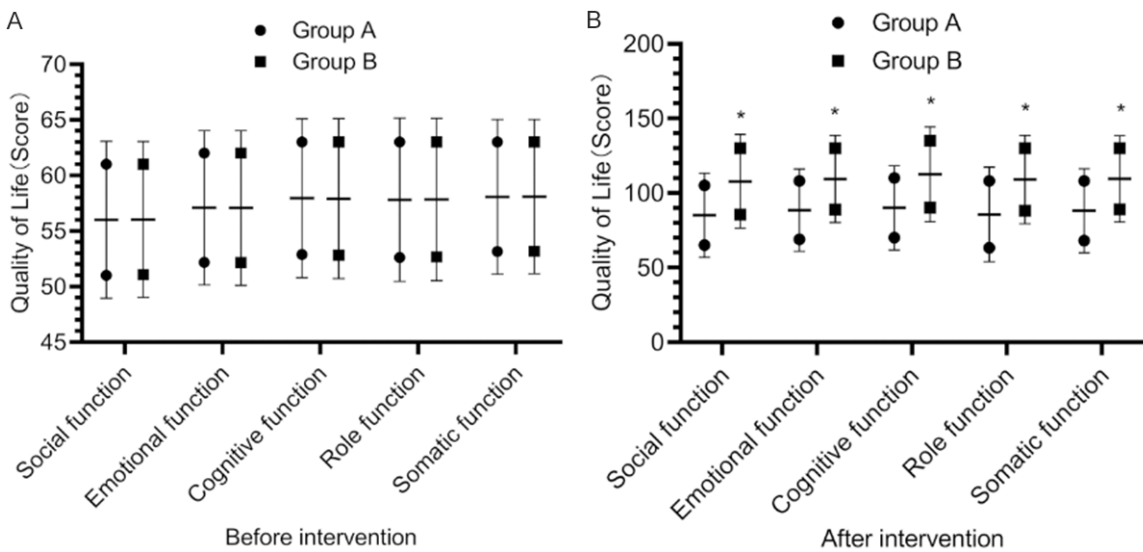 A
Group A
Group B
Quality of Life (Score)
70
65
60
55
50
45
Social function
Emotional function
Cognitive function
Role function
Somatic function
Before intervention
B
Group A
Group B
Quality of Life (Score)
200
150
100
50
0
*
*
*
*
*
Social function
Emotional function
Cognitive function
Role function
Somatic function
After intervention